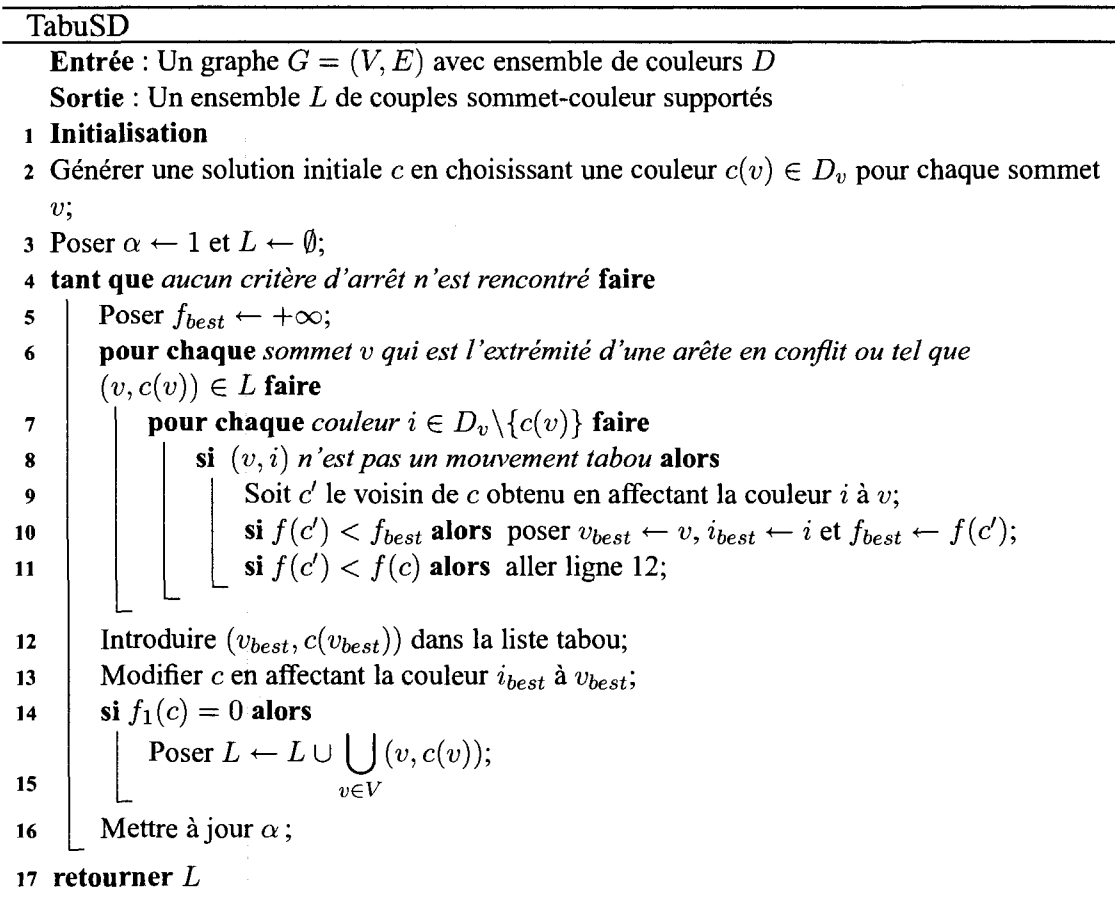 TabuSD
Entrée : Un graphe G = (V, E) avec ensemble de couleurs D
Sortie : Un ensemble L de couples sommet-couleur supportés
1 Initialisation
2 Générer une solution initiale c en choisissant une couleur c(v) ∈ D_v pour chaque sommet
v;
3 Poser α ← 1 et L ← ∅;
4 tant que aucun critère d'arrêt n'est rencontré faire
5 Poser f_best ← +∞;
6 pour chaque sommet v qui est l'extrémité d'une arête en conflit ou tel que
(v, c(v)) ∈ L faire
7 pour chaque couleur i ∈ D_v\{c(v)} faire
8 si (v, i) n'est pas un mouvement tabou alors
9 Soit c' le voisin de c obtenu en affectant la couleur i à v;
10 si f(c') < f_best alors poser v_best ← v, i_best ← i et f_best ← f(c');
11 si f(c') < f(c) alors aller ligne 12;
12 Introduire (v_best, c(v_best)) dans la liste tabou;
13 Modifier c en affectant la couleur i_best à v_best;
14 si f_1(c) = 0 alors
15 Poser L ← L ∪ ⋃_{v∈V} (v, c(v));
16 Mettre à jour α ;
17 retourner L